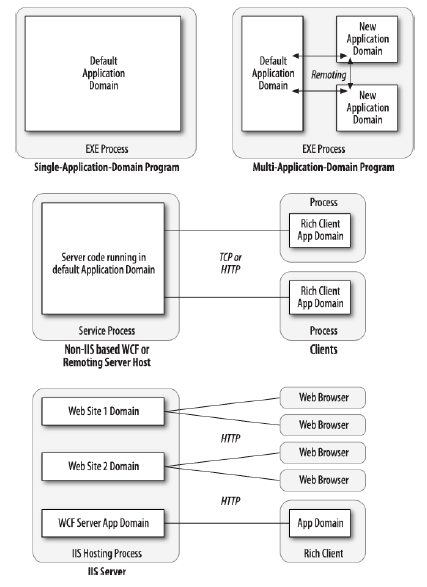 Default
Application
Domain
EXE Process
Single-Application-Domain Program
Default
Application
Domain
New
Application
Domain
Remoting
New
Application
Domain
EXE Process
Multi-Application-Domain Program
Server code running in
default Application Domain
Service Process
Non-IIS based WCF or
Remoting Server Host
TCP or
HTTP
Process
Rich Client
App Domain
Rich Client
App Domain
Process
Clients
Web Site 1 Domain
Web Site 2 Domain
WCF Server App Domain
IIS Hosting Process
IIS Server
HTTP
HTTP
Web Browser
Web Browser
Web Browser
Web Browser
App Domain
Rich Client